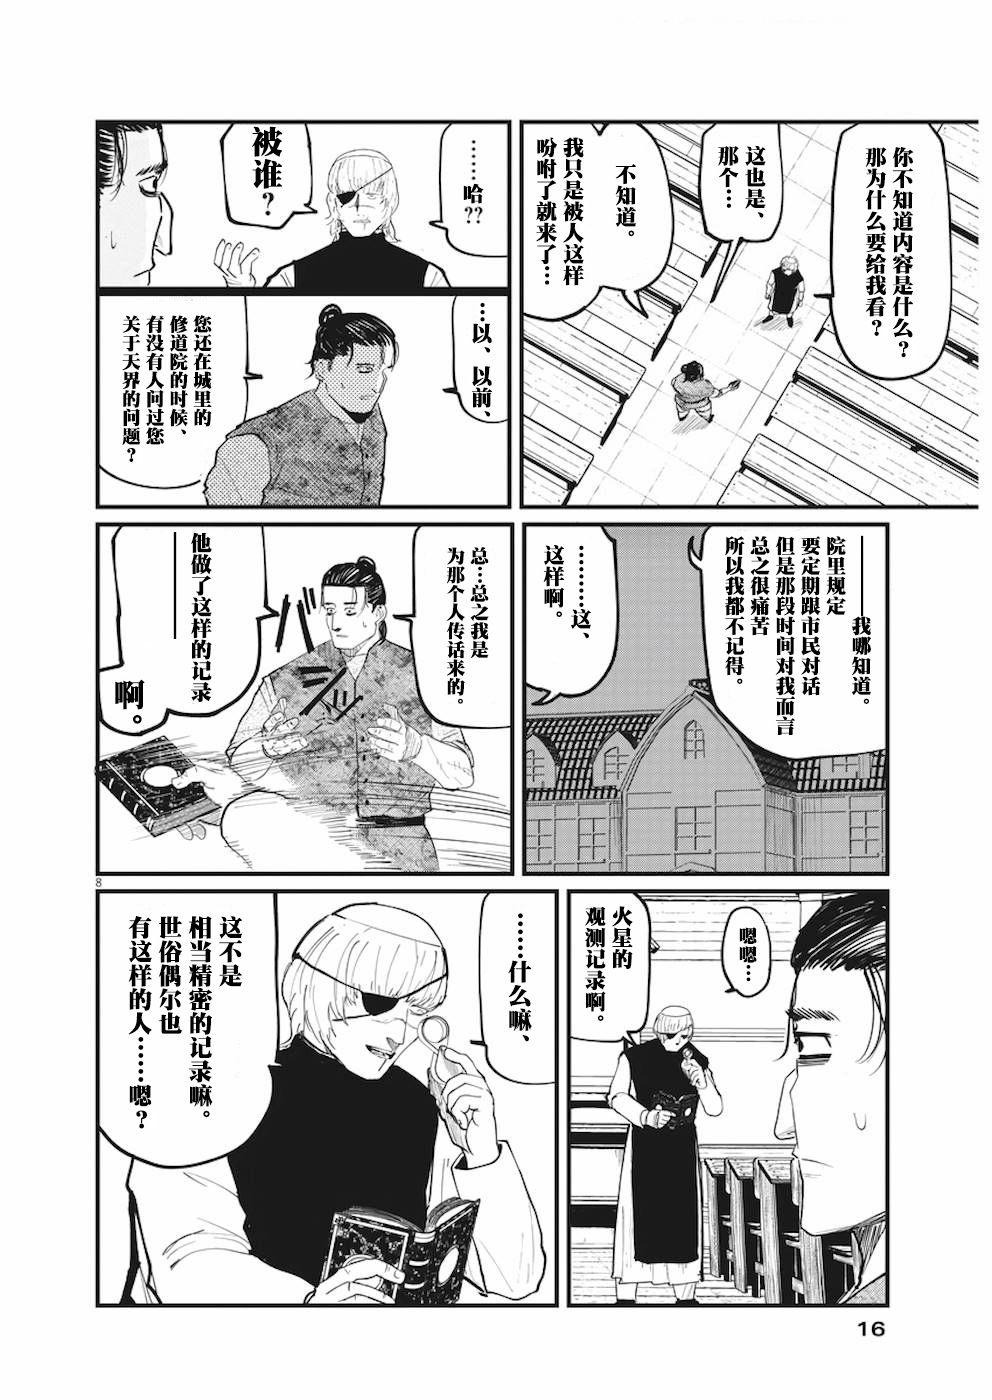 你不知道内容是什么？
那为什么要给我看？
这也是、
那个…
不知道。
我只是被人这样
吩咐了就来了…
……哈??
被谁？
…以、以前、
您还在城里的
修道院的时候、
有没有人问过您
关于天界的问题？
——我哪知道。
院里规定
要定期跟市民对话
但是那段时间对我而言
总之很痛苦
所以我都不记得。
………这、
这样啊。
总…总之我是
为那个人传话来的。
——他做了这样的记录——
啊。
8
嗯嗯…
火星的
观测记录啊。
……什么嘛、
这不是
相当精密的记录嘛。
世俗偶尔也
有这样的人……嗯？
16